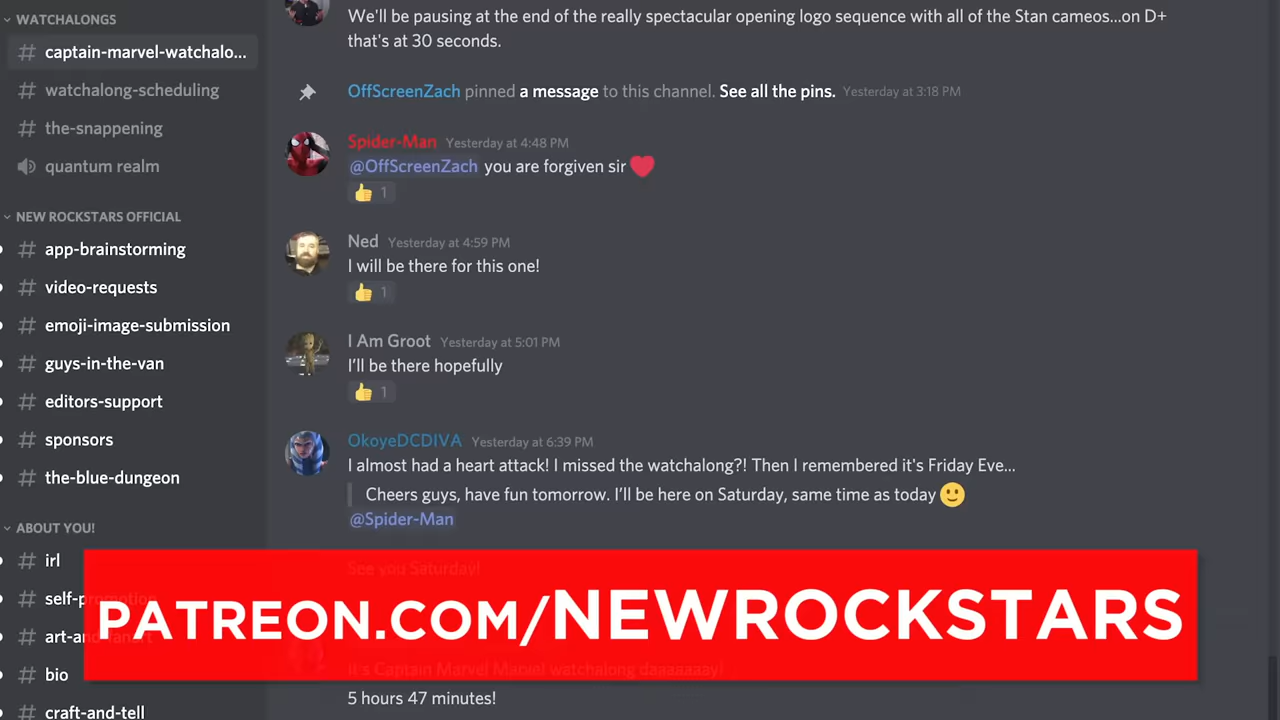 WATCHALONGS
# captain-marvel-watchalo...
# watchalong-scheduling
# the-snappening
quantum realm
NEW ROCKSTARS OFFICIAL
# app-brainstorming
# video-requests
# emoji-image-submission
# guys-in-the-van
# editors-support
# sponsors
# the-blue-dungeon
ABOUT YOU!
# irl
# self-promotion
# art-and-fanart
# bio
# craft-and-tell
We'll be pausing at the end of the really spectacular opening logo sequence with all of the Stan cameos...on D+
that's at 30 seconds.
OffScreenZach pinned a message to this channel. See all the pins. Yesterday at 3:18 PM
Spider-Man Yesterday at 4:48 PM
@OffScreenZach you are forgiven sir ❤️
👍 1
Ned Yesterday at 4:59 PM
I will be there for this one!
👍 1
I Am Groot Yesterday at 5:01 PM
I'll be there hopefully
👍 1
OkoyeDCDIVA Yesterday at 6:39 PM
I almost had a heart attack! I missed the watchalong?! Then I remembered it's Friday Eve...
Cheers guys, have fun tomorrow. I'll be here on Saturday, same time as today 🙂
@Spider-Man
See you Saturday!
PATREON.COM/NEWROCKSTARS
It's Captain Marvel Marvel watchalong daaaaaaay!
5 hours 47 minutes!